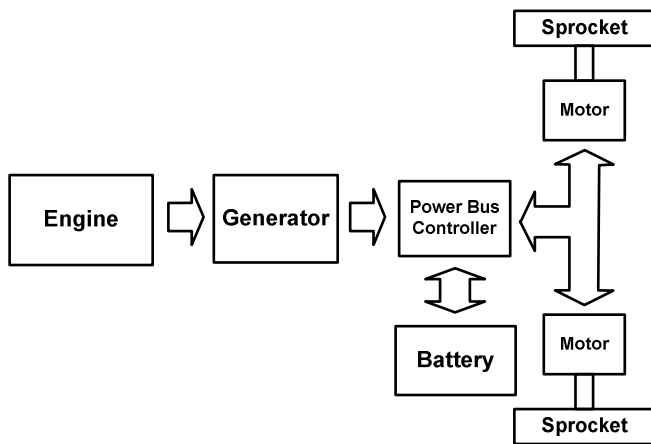 Sprocket
Motor
Engine
Generator
Power Bus
Controller
Battery
Motor
Sprocket